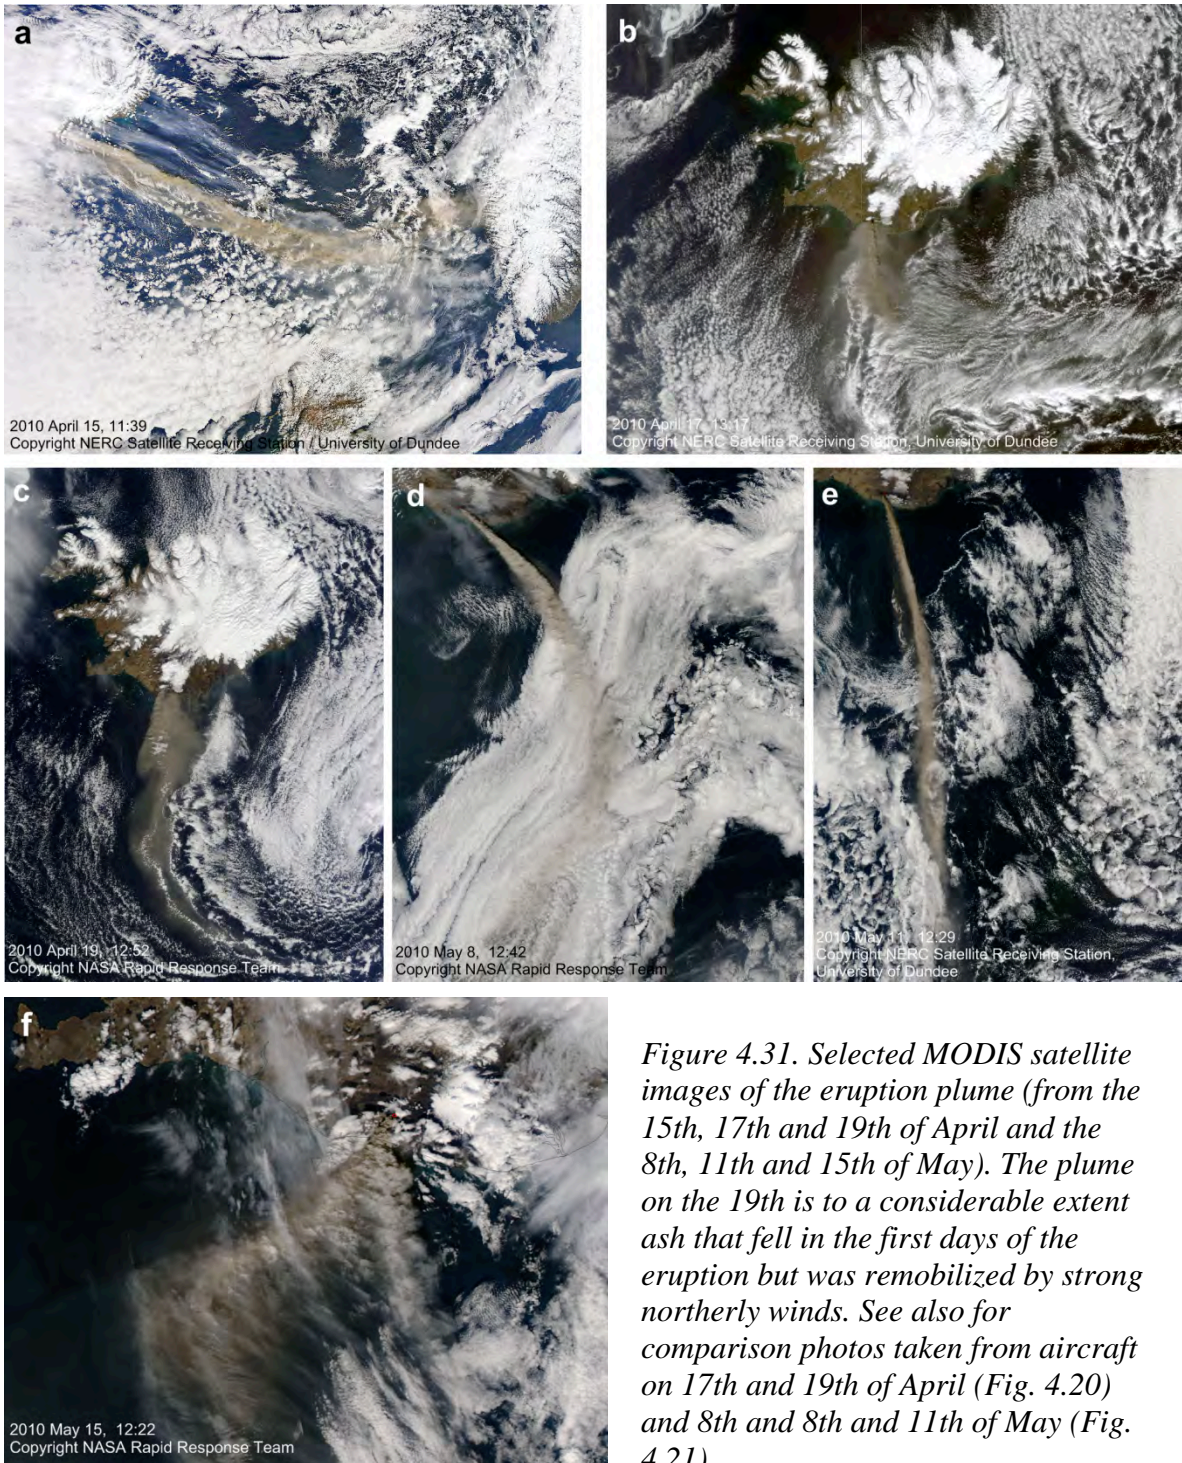 a
2010 April 15, 11:39
Copyright NERC Satellite Receiving Station / University of Dundee
b
2010 April 17, 13:17
Copyright NERC Satellite Receiving Station, University of Dundee
c
2010 April 19, 12:52
Copyright NASA Rapid Response Team
d
2010 May 8, 12:42
Copyright NASA Rapid Response Team
e
2010 May 11, 12:29
Copyright NERC Satellite Receiving Station,
University of Dundee
f
2010 May 15, 12:22
Copyright NASA Rapid Response Team
Figure 4.31. Selected MODIS satellite
images of the eruption plume (from the
15th, 17th and 19th of April and the
8th, 11th and 15th of May). The plume
on the 19th is to a considerable extent
ash that fell in the first days of the
eruption but was remobilized by strong
northerly winds. See also for
comparison photos taken from aircraft
on 17th and 19th of April (Fig. 4.20)
and 8th and 8th and 11th of May (Fig.
4.21)